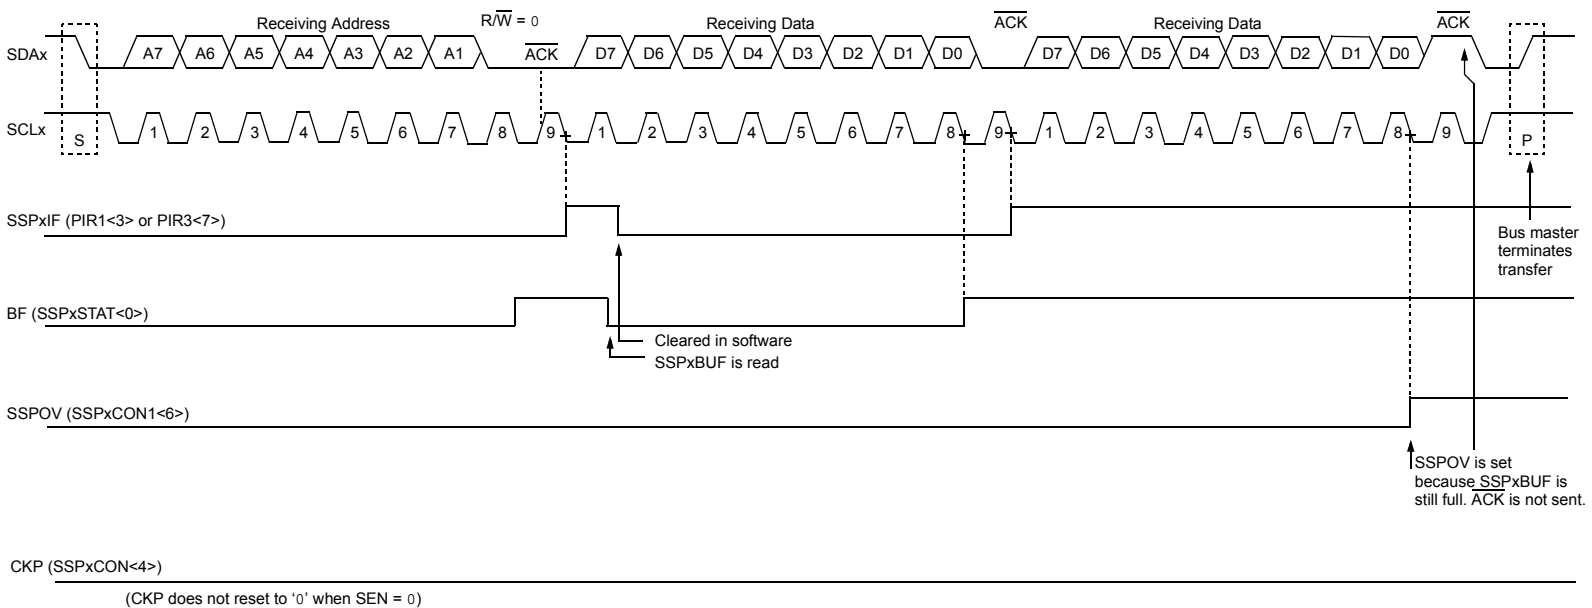 Receiving Address R/W = 0 Receiving Data ACK Receiving Data ACK
SDAx A7 A6 A5 A4 A3 A2 A1 ACK D7 D6 D5 D4 D3 D2 D1 D0 D7 D6 D5 D4 D3 D2 D1 D0
SCLx S 1 2 3 4 5 6 7 8 9 1 2 3 4 5 6 7 8 9 1 2 3 4 5 6 7 8 9 P
SSPxIF (PIR1<3> or PIR3<7>)
Bus master
terminates
transfer
BF (SSPxSTAT<0>)
Cleared in software
SSPxBUF is read
SSPOV (SSPxCON1<6>)
SSPOV is set
because SSPxBUF is
still full. ACK is not sent.
CKP (SSPxCON<4>)
(CKP does not reset to ‘0’ when SEN = 0)